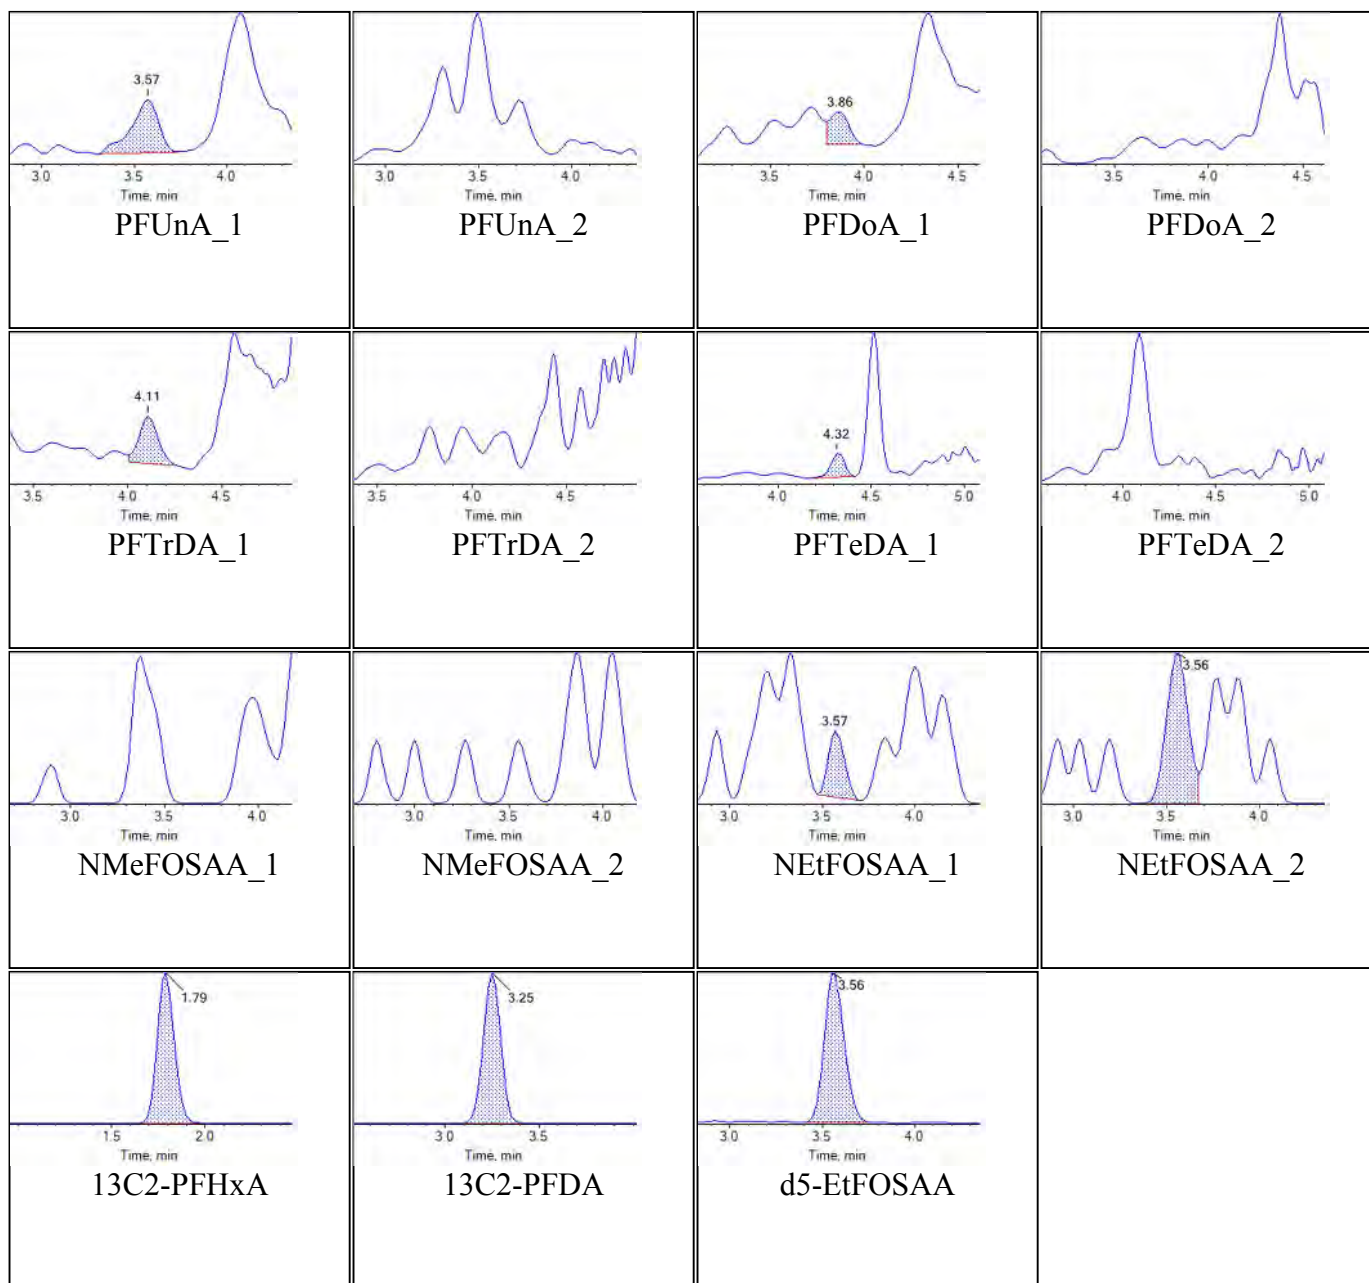 3.57
3.0 3.5 4.0
Time, min
PFUnA_1
3.0 3.5 4.0
Time, min
PFUnA_2
3.86
3.5 4.0 4.5
Time, min
PFDoA_1
3.5 4.0 4.5
Time, min
PFDoA_2
4.11
3.5 4.0 4.5
Time, min
PFTrDA_1
3.5 4.0 4.5
Time, min
PFTrDA_2
4.32
4.0 4.5 5.0
Time, min
PFTeDA_1
4.0 4.5 5.0
Time, min
PFTeDA_2
3.0 3.5 4.0
Time, min
NMeFOSAA_1
3.0 3.5 4.0
Time, min
NMeFOSAA_2
3.57
3.0 3.5 4.0
Time, min
NEtFOSAA_1
3.56
3.0 3.5 4.0
Time, min
NEtFOSAA_2
1.79
1.5 2.0
Time, min
13C2-PFHxA
3.25
3.0 3.5
Time, min
13C2-PFDA
3.56
3.0 3.5 4.0
Time, min
d5-EtFOSAA